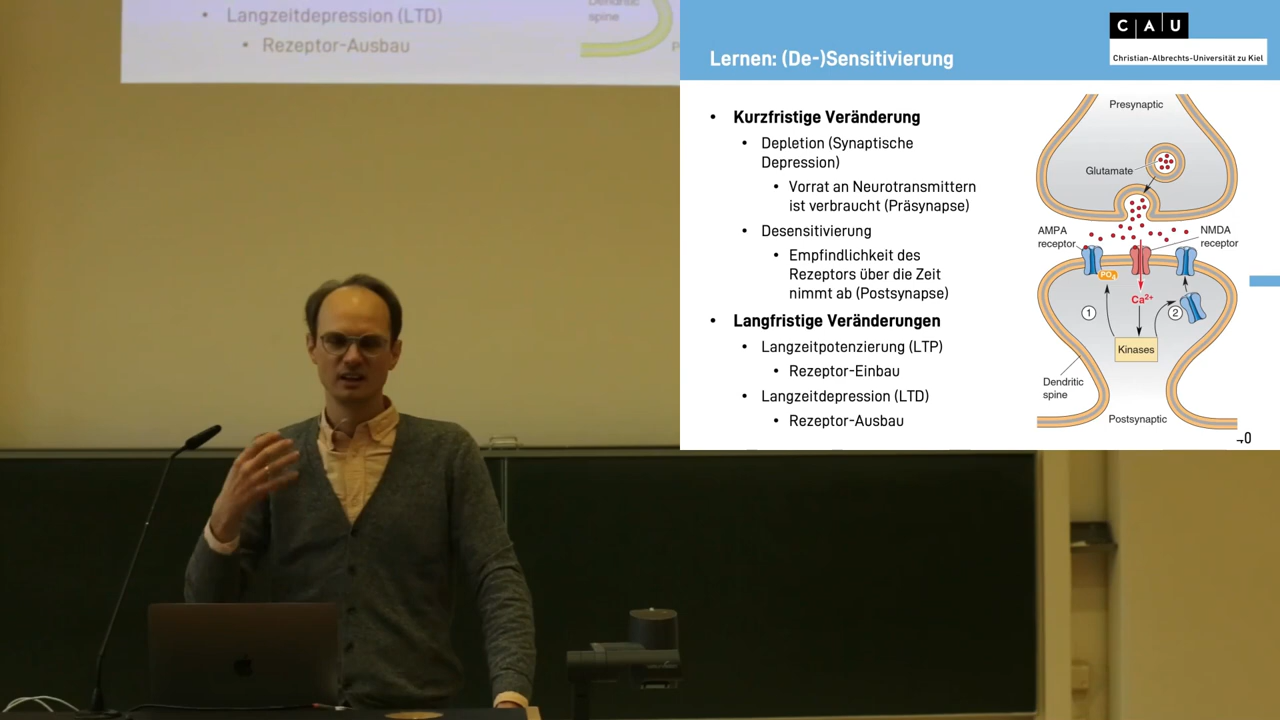 • Langzeitdepression (LTD)
• Rezeptor-Ausbau
Dendritic
spine
P
Lernen: (De-)Sensitivierung
C A U
Christian-Albrechts-Universität zu Kiel
• Kurzfristige Veränderung
• Depletion (Synaptische
Depression)
• Vorrat an Neurotransmittern
ist verbraucht (Präsynapse)
• Desensitivierung
• Empfindlichkeit des
Rezeptors über die Zeit
nimmt ab (Postsynapse)
• Langfristige Veränderungen
• Langzeitpotenzierung (LTP)
• Rezeptor-Einbau
• Langzeitdepression (LTD)
• Rezeptor-Ausbau
Presynaptic
Glutamate
AMPA
receptor
NMDA
receptor
PO₄
Ca²⁺
1
2
Kinases
Dendritic
spine
Postsynaptic